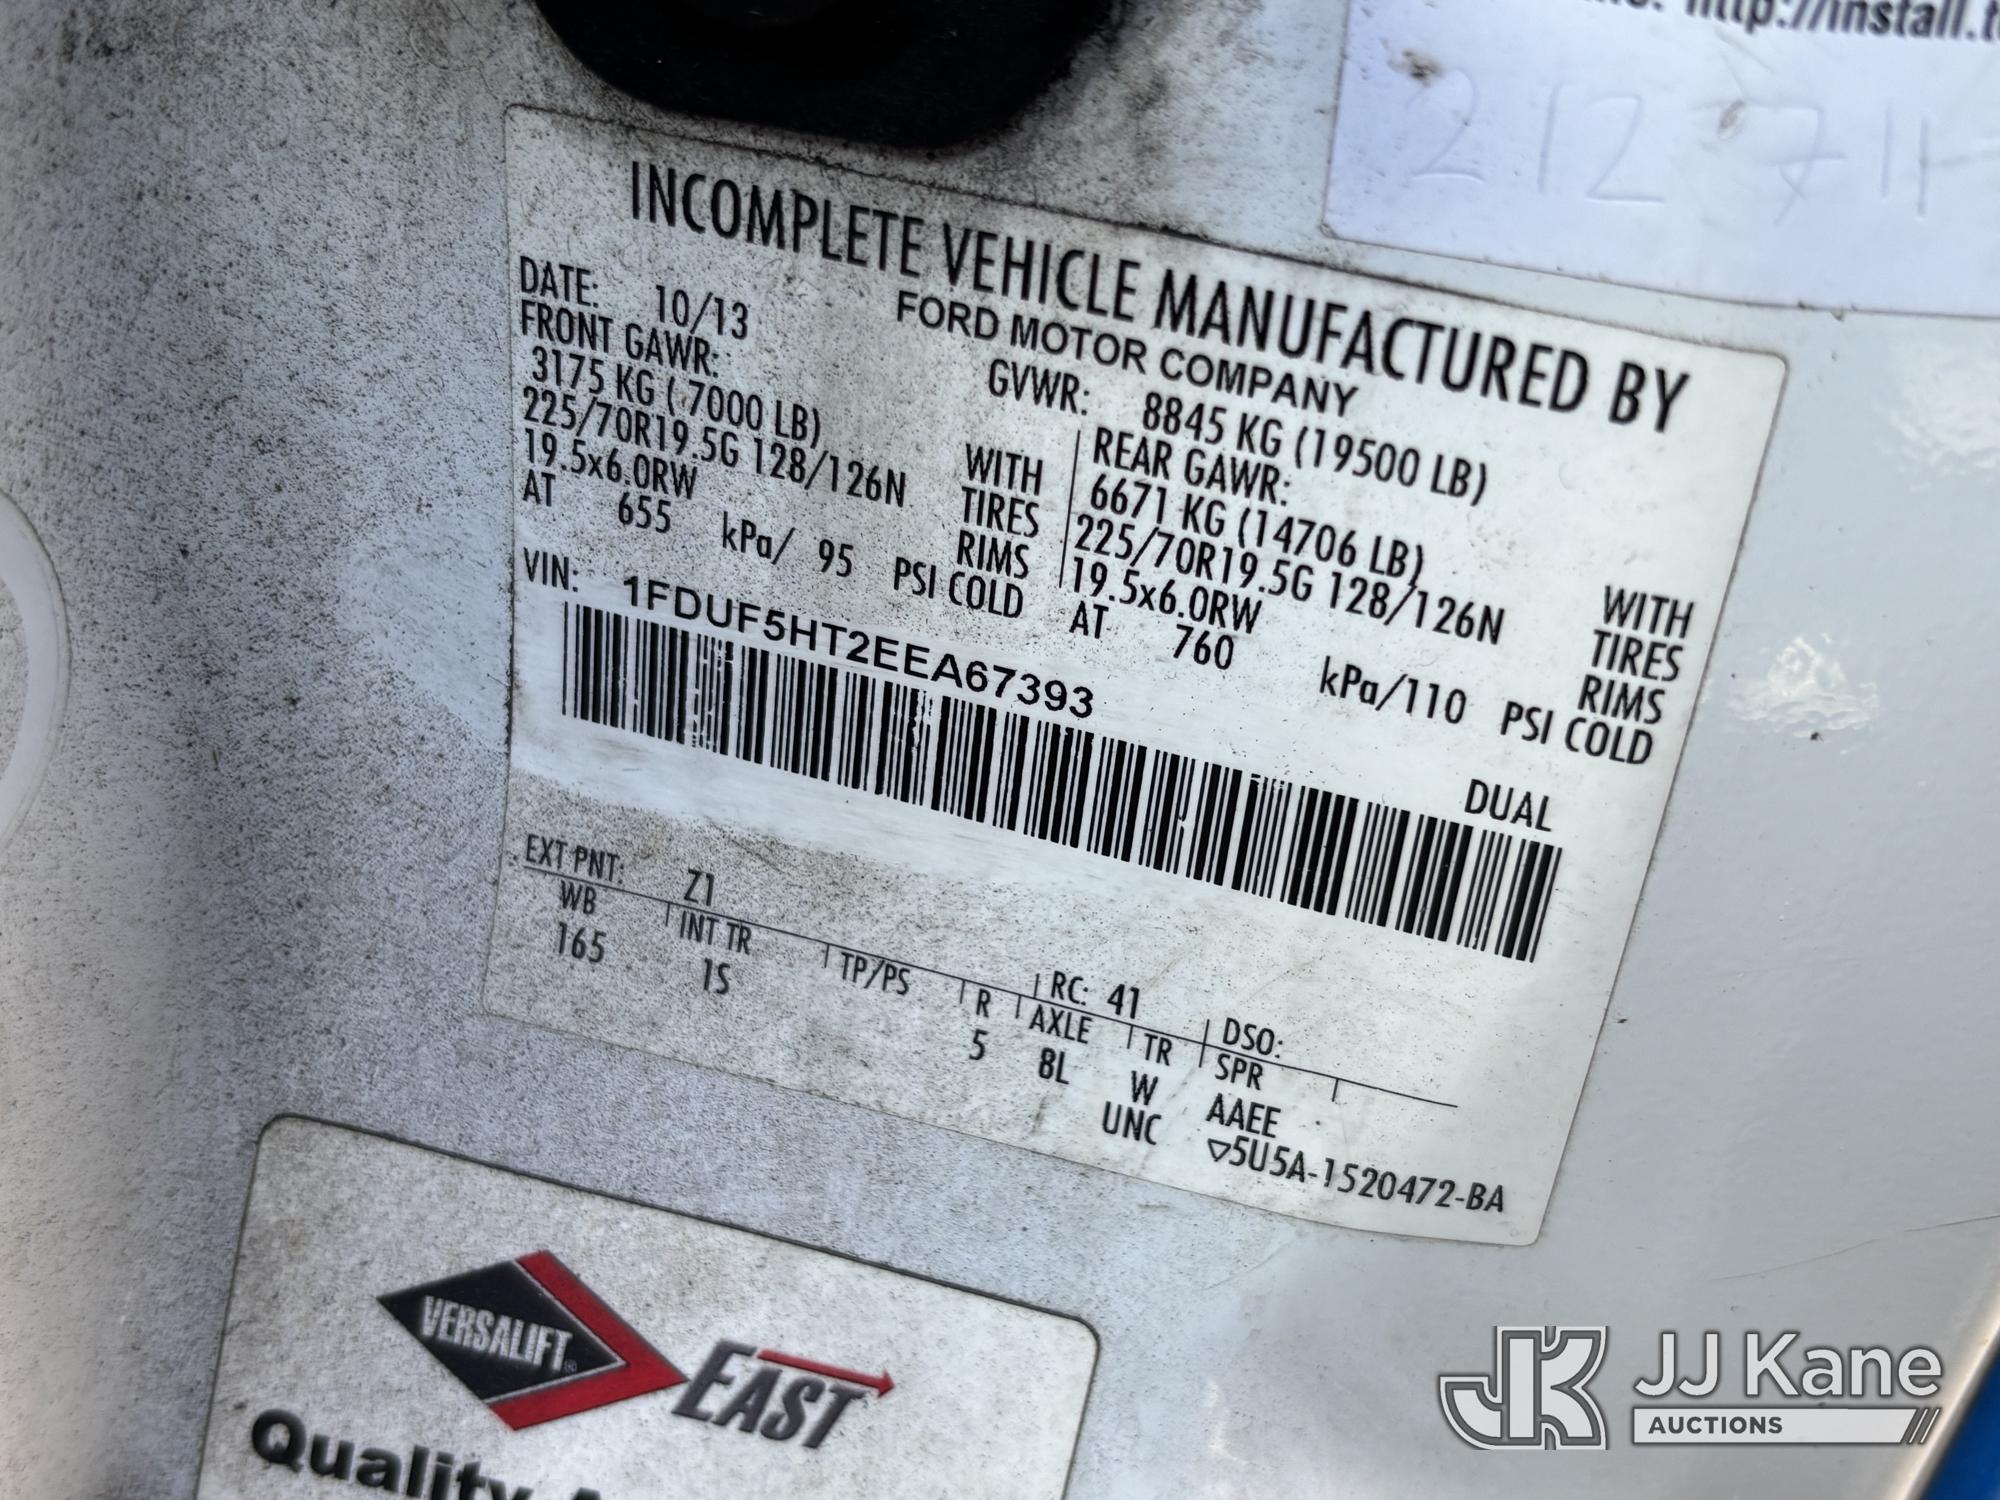 http://install.t
212 7
INCOMPLETE VEHICLE MANUFACTURED BY
FORD MOTOR COMPANY
DATE: 10/13
GVWR: 8845 KG (19500 LB)
FRONT GAWR:
3175 KG ( 7000 LB)
225/70R19.5G 128/126N
19.5x6.0RW
AT 655 kPa/ 95 PSI COLD
WITH
TIRES
RIMS
REAR GAWR:
6671 KG (14706 LB)
225/70R19.5G 128/126N
19.5x6.0RW
AT 760 kPa/110 PSI COLD
WITH
TIRES
RIMS
VIN: 1FDUF5HT2EEA67393
DUAL
EXT PNT: Z1
RC: 41
DSO:
WB INT TR TP/PS R AXLE TR SPR
165 1S 5 8L W AAEE
UNC ▽5U5A-1520472-BA
VERSALIFT®
EAST
Quality
JK JJ Kane
AUCTIONS